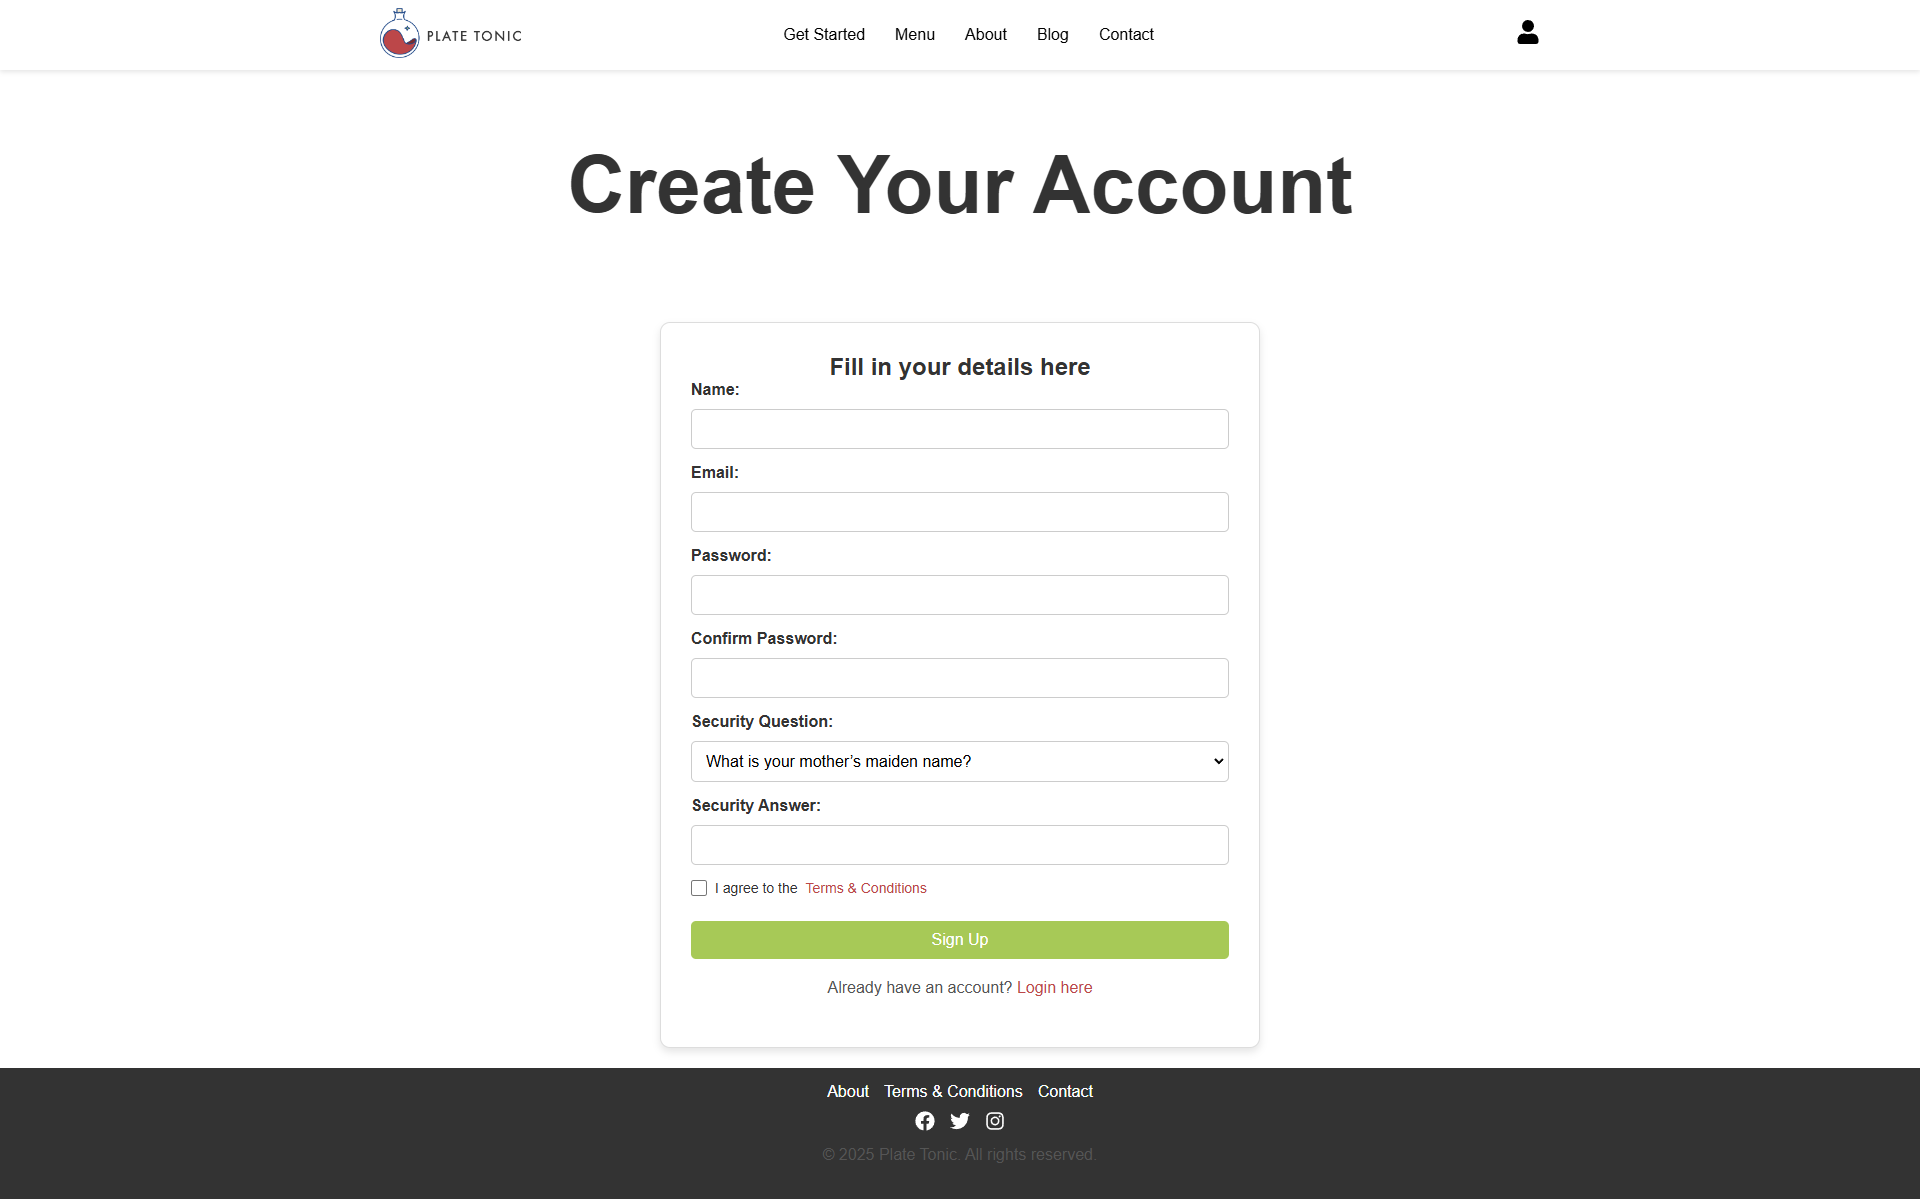 PLATE TONIC
Get Started Menu About Blog Contact
Create Your Account
Fill in your details here
Name:
Email:
Password:
Confirm Password:
Security Question:
What is your mother’s maiden name?
Security Answer:
I agree to the Terms & Conditions
Sign Up
Already have an account? Login here
About Terms & Conditions Contact
© 2025 Plate Tonic. All rights reserved.